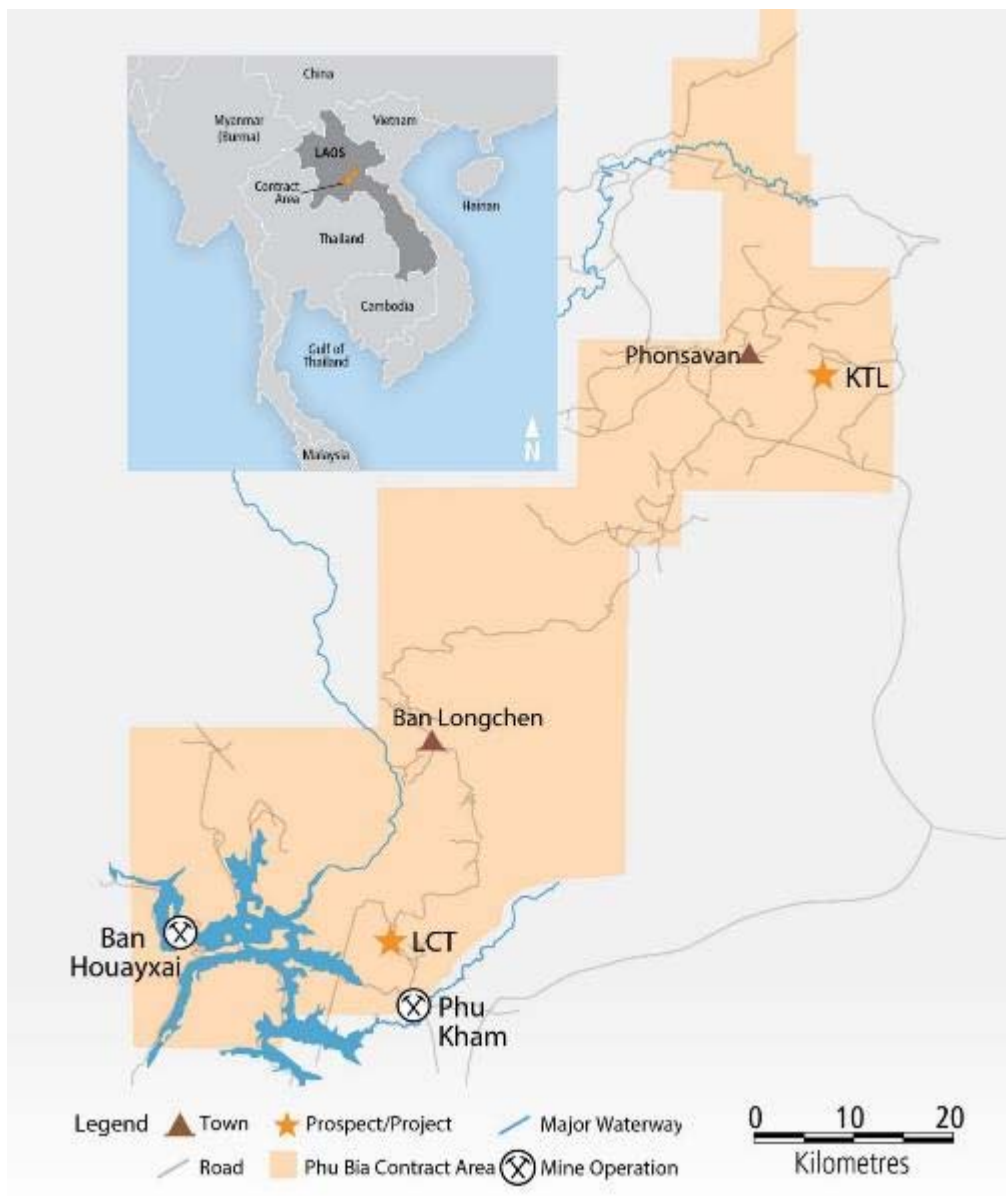 China
Myanmar
(Burma)
Vietnam
LAOS
Contract
Area
Hainan
Thailand
Cambodia
Gulf of
Thailand
N
Malaysia
Phonsavan
KTL
Ban Longchen
Ban
Houayxai
LCT
Phu
Kham
Legend Town Prospect/Project Major Waterway
Road Phu Bia Contract Area Mine Operation
0 10 20
Kilometres